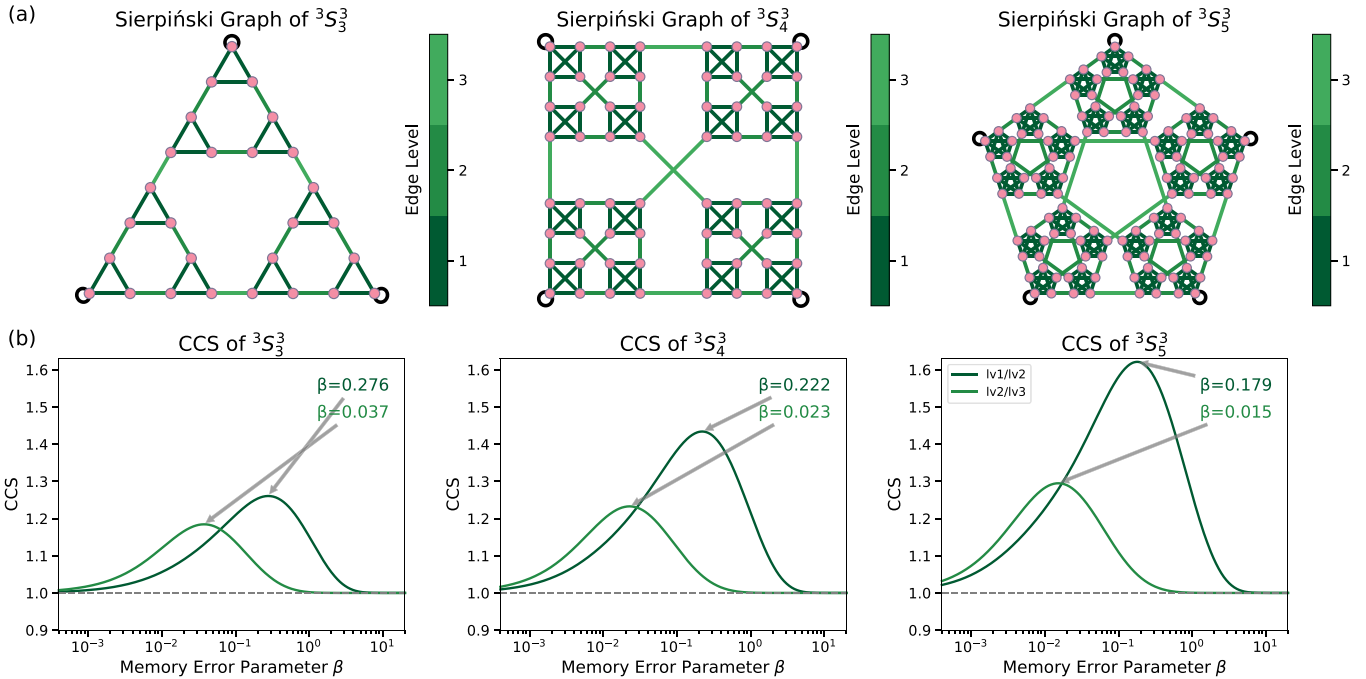 (a)
Sierpiński Graph of ³S₃³
Sierpiński Graph of ³S₄³
Sierpiński Graph of ³S₅³
3
2
1
Edge Level
3
2
1
Edge Level
3
2
1
Edge Level
(b)
CCS of ³S₃³
CCS of ³S₄³
CCS of ³S₅³
1.6
1.5
1.4
1.3
1.2
1.1
1.0
0.9
CCS
β=0.276
β=0.037
10⁻³
10⁻²
10⁻¹
10⁰
10¹
Memory Error Parameter β
1.6
1.5
1.4
1.3
1.2
1.1
1.0
0.9
CCS
β=0.222
β=0.023
10⁻³
10⁻²
10⁻¹
10⁰
10¹
Memory Error Parameter β
1.6
1.5
1.4
1.3
1.2
1.1
1.0
0.9
CCS
lv1/lv2
lv2/lv3
β=0.179
β=0.015
10⁻³
10⁻²
10⁻¹
10⁰
10¹
Memory Error Parameter β